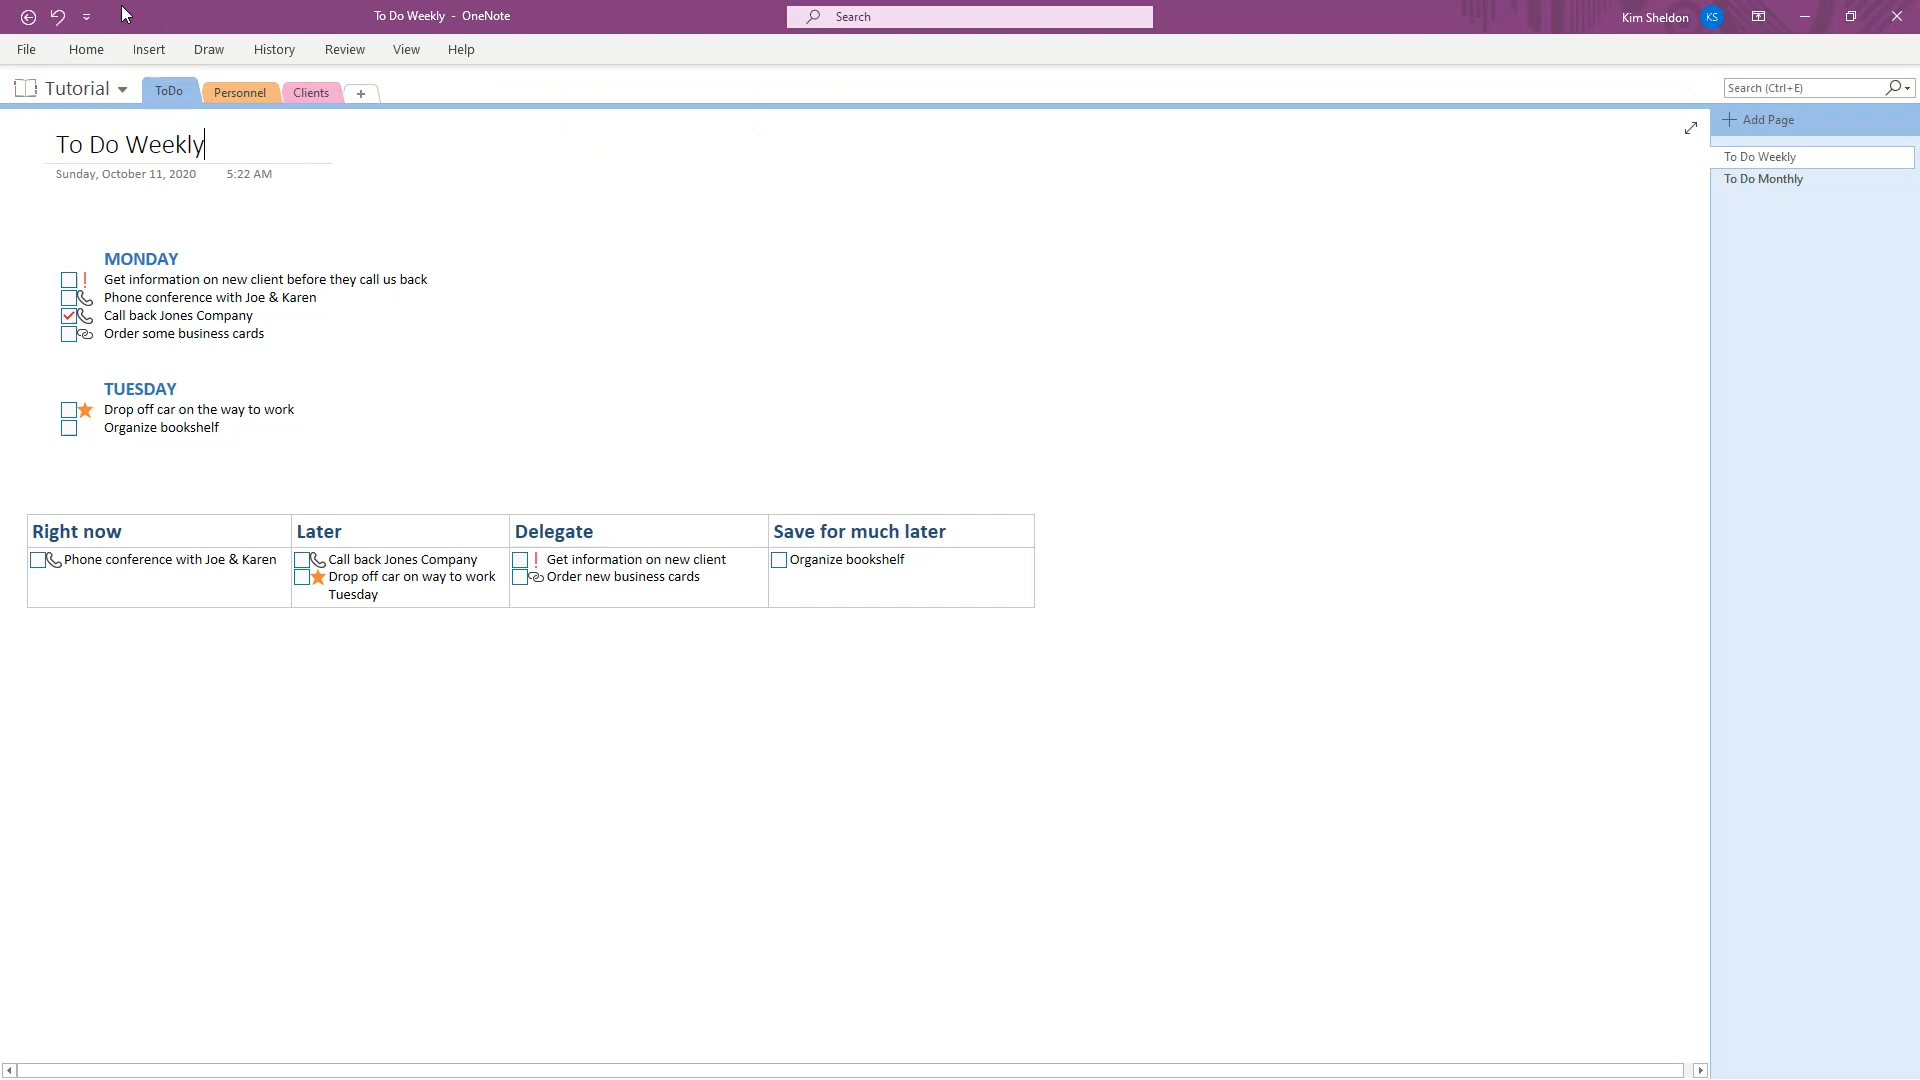 To Do Weekly - OneNote
Search
Kim Sheldon
KS
File Home Insert Draw History Review View Help
Tutorial
ToDo
Personnel
Clients
+
Search (Ctrl+E)
To Do Weekly
Sunday, October 11, 2020 5:22 AM
Add Page
To Do Weekly
To Do Monthly
MONDAY
Get information on new client before they call us back
Phone conference with Joe & Karen
Call back Jones Company
Order some business cards
TUESDAY
Drop off car on the way to work
Organize bookshelf
Right now
Phone conference with Joe & Karen
Later
Call back Jones Company
Drop off car on way to work
Tuesday
Delegate
Get information on new client
Order new business cards
Save for much later
Organize bookshelf